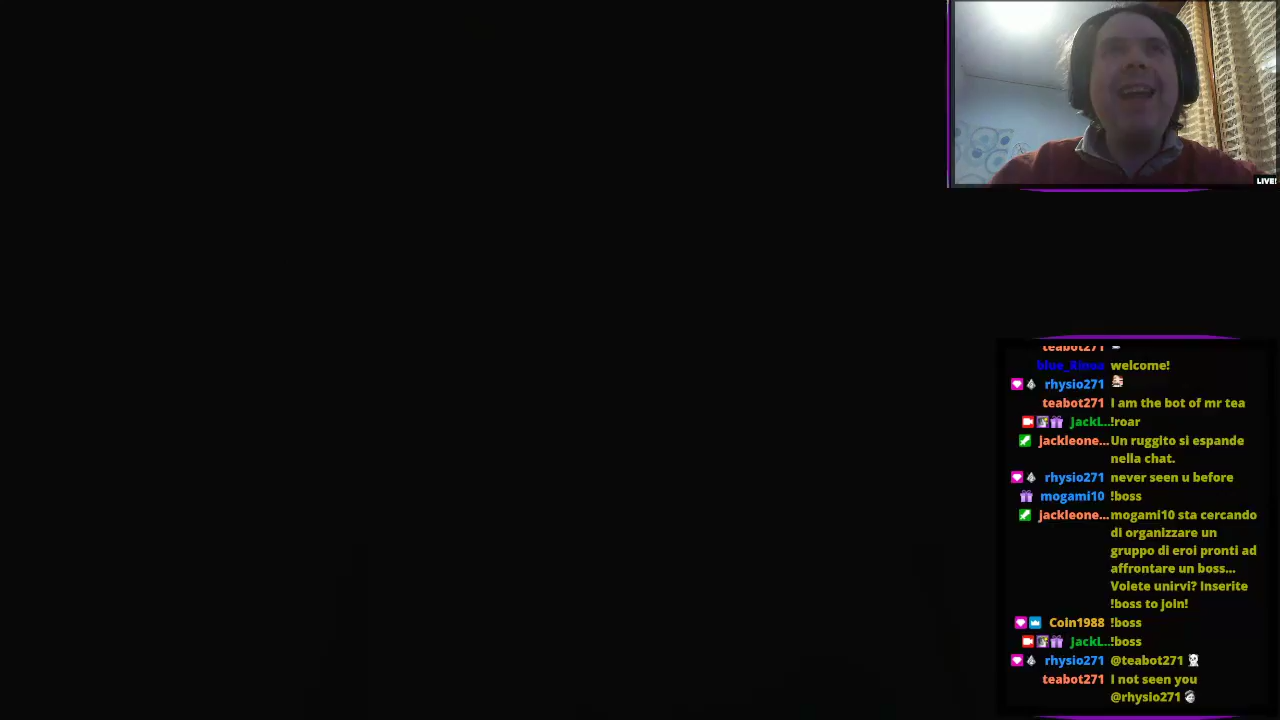 LIVE!
teabot271
blue_Rinoa welcome!
rhysio271
teabot271 I am the bot of mr tea
JackL... !roar
jackleone... Un ruggito si espande
nella chat.
rhysio271 never seen u before
mogami10 !boss
jackleone... mogami10 sta cercando
di organizzare un
gruppo di eroi pronti ad
affrontare un boss...
Volete unirvi? Inserite
!boss to join!
Coin1988 !boss
JackL... !boss
rhysio271 @teabot271
teabot271 I not seen you
@rhysio271